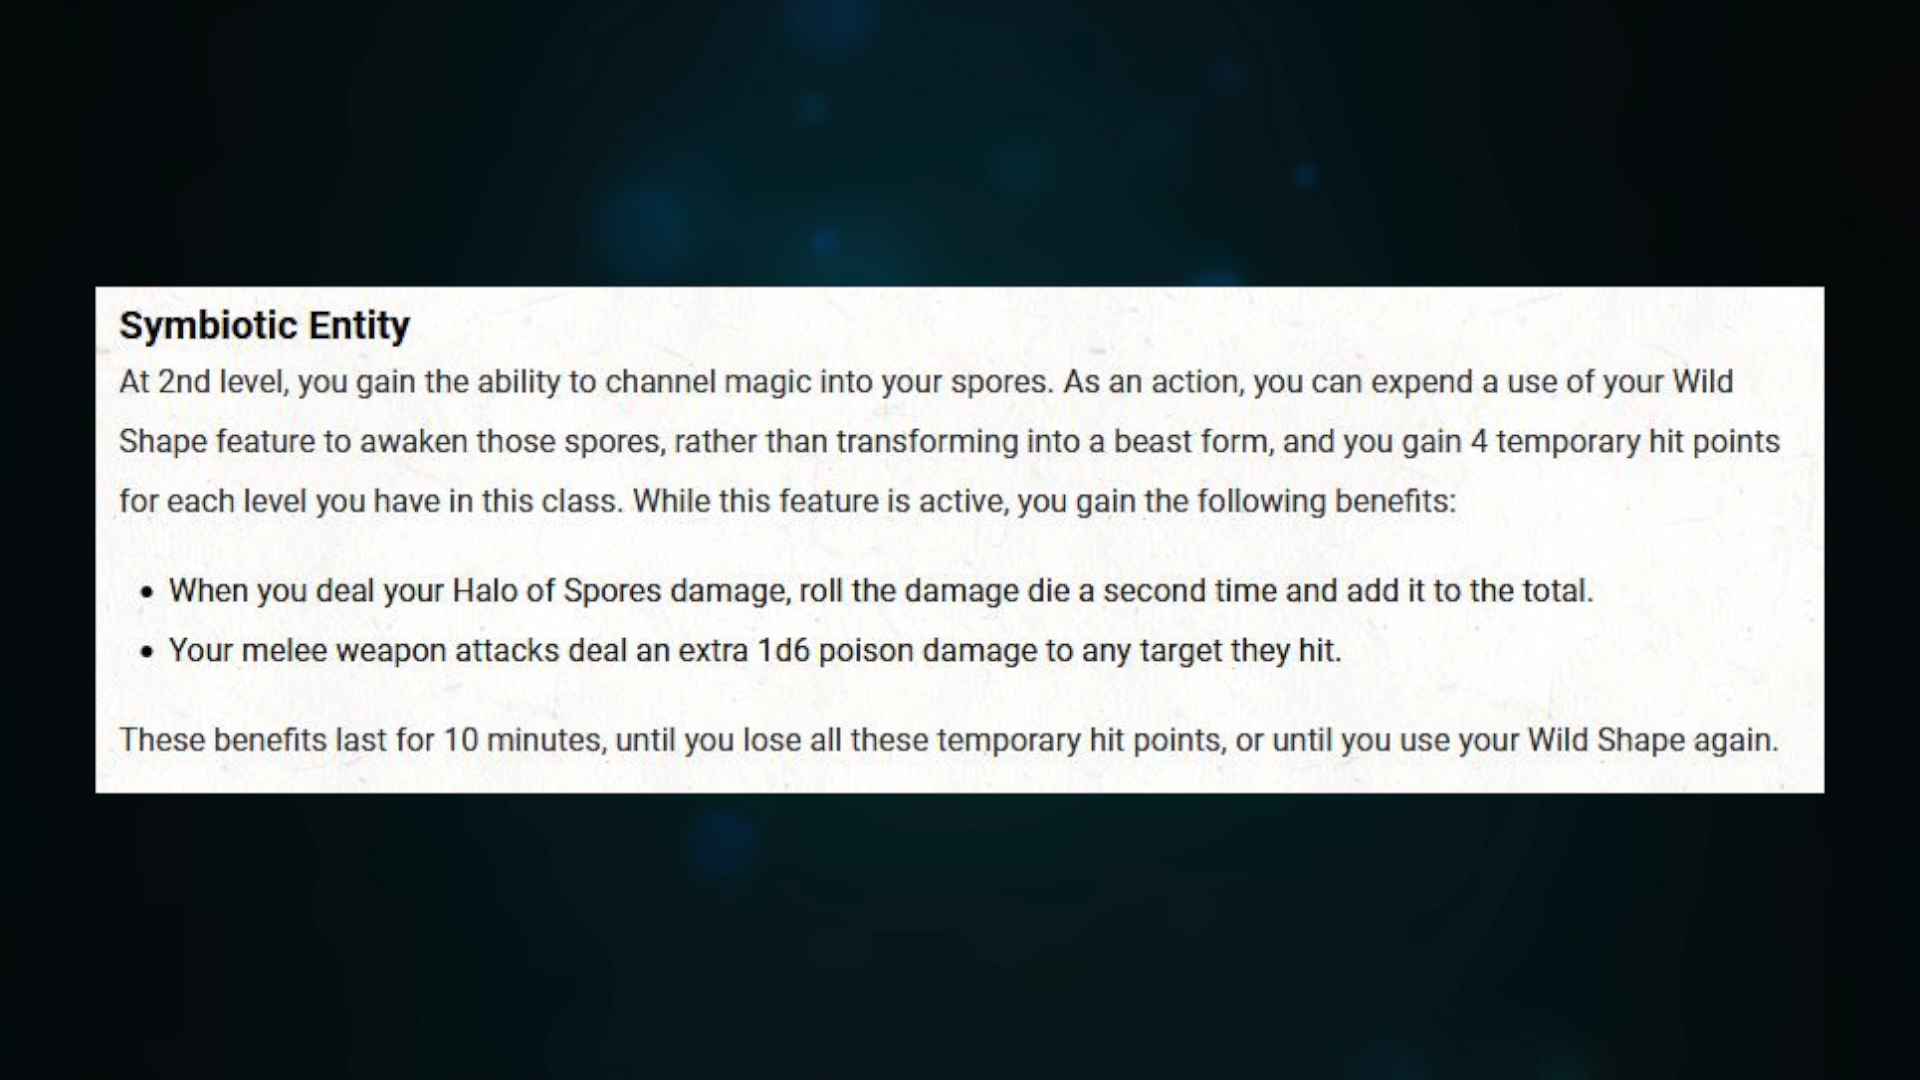 Symbiotic Entity
At 2nd level, you gain the ability to channel magic into your spores. As an action, you can expend a use of your Wild
Shape feature to awaken those spores, rather than transforming into a beast form, and you gain 4 temporary hit points
for each level you have in this class. While this feature is active, you gain the following benefits:
• When you deal your Halo of Spores damage, roll the damage die a second time and add it to the total.
• Your melee weapon attacks deal an extra 1d6 poison damage to any target they hit.
These benefits last for 10 minutes, until you lose all these temporary hit points, or until you use your Wild Shape again.